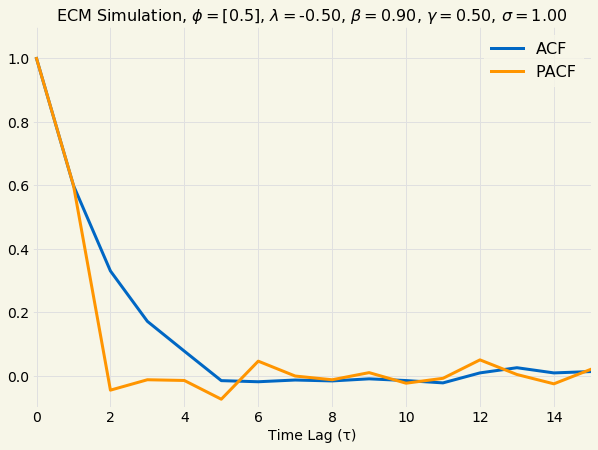 ECM Simulation, ϕ = [0.5], λ = -0.50, β = 0.90, γ = 0.50, σ = 1.00
ACF
PACF
1.0
0.8
0.6
0.4
0.2
0.0
0 2 4 6 8 10 12 14
Time Lag (τ)